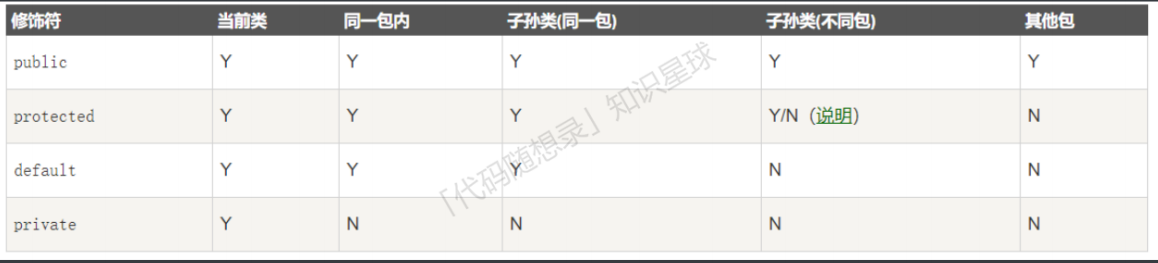 修饰符 当前类 同一包内 子孙类(同一包) 子孙类(不同包) 其他包
public Y Y Y Y Y
protected Y Y Y Y/N（说明） N
default Y Y Y N N
private Y N N N N
「代码随想录」知识星球